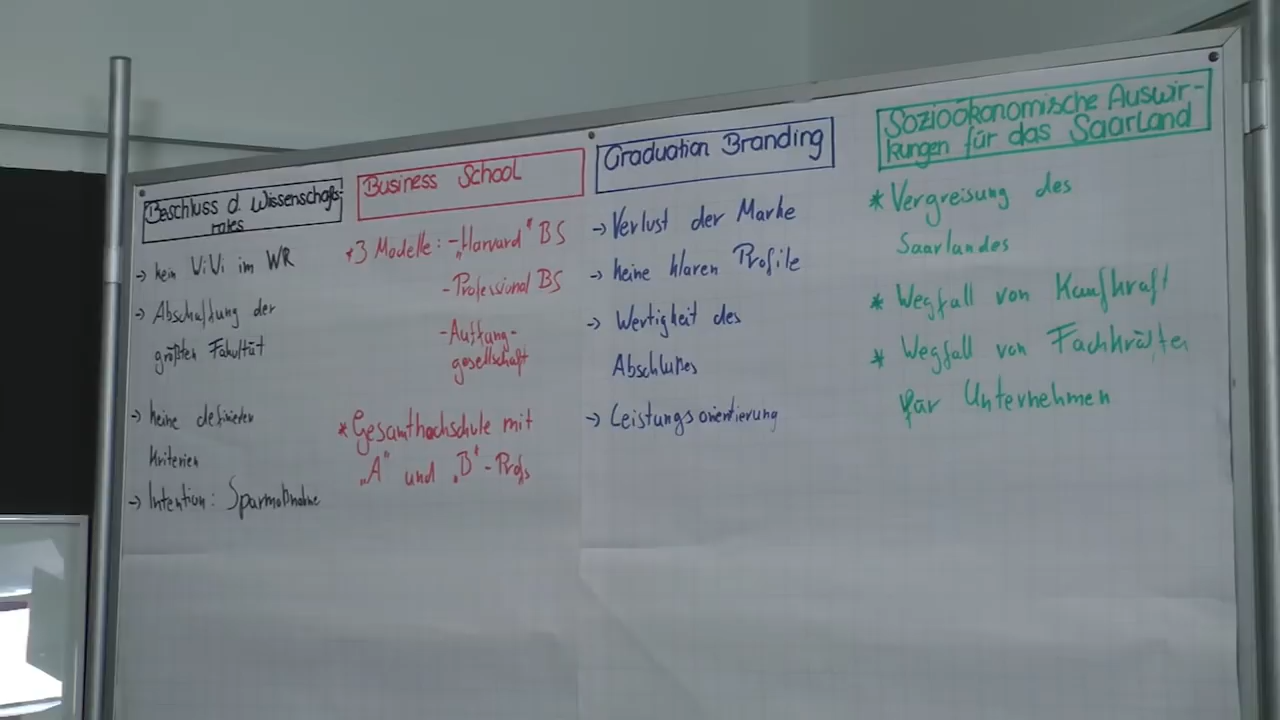 Beschluss d. Wissenschafts-
rates
→ kein ViVi im WR
→ Abschaffung der
größten Fakultät
→ keine definierten
Kriterien
→ Intention: Sparmaßnahme
Business School
*3 Modelle: -„Harvard" BS
-Professional BS
-Auffang-
gesellschaft
*Gesamthochschule mit
„A" und „B"-Profs
Graduation Branding
→ Verlust der Marke
→ keine klaren Profile
→ Wertigkeit des
Abschlußes
→ Leistungsorientierung
Sozioökonomische Auswir-
kungen für das Saarland
* Vergreisung des
Saarlandes
* Wegfall von Kaufkraft
* Wegfall von Fachkräften
für Unternehmen